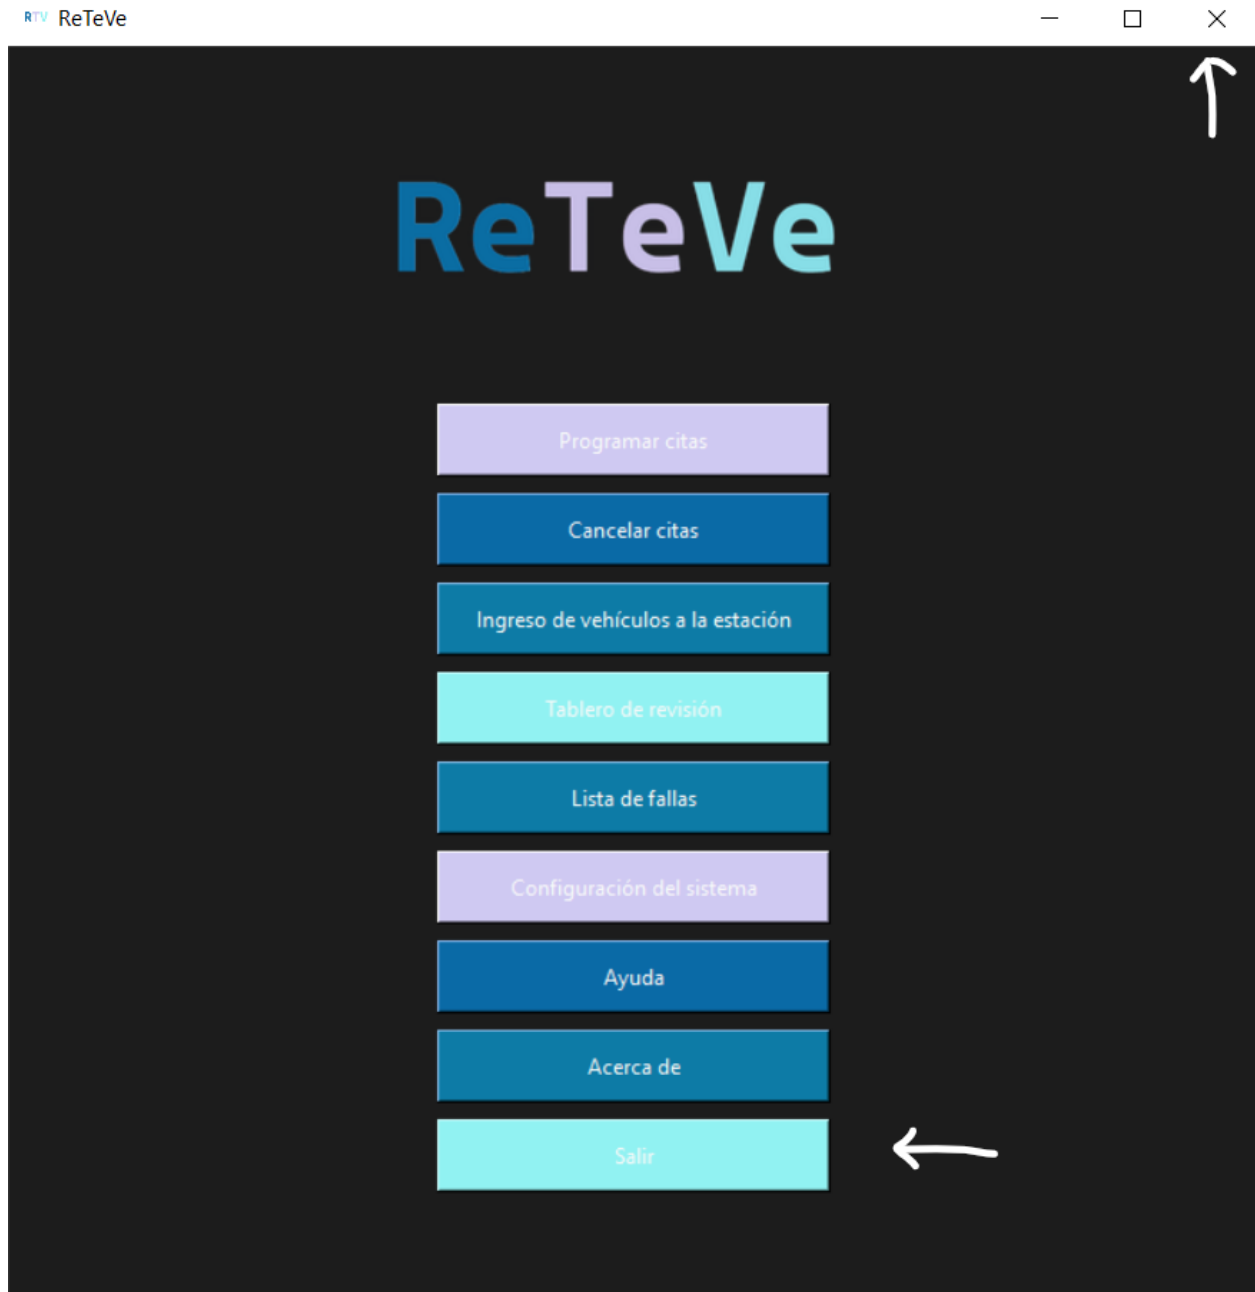 RTV ReTeVe
ReTeVe
Programar citas
Cancelar citas
Ingreso de vehículos a la estación
Tablero de revisión
Lista de fallas
Configuración del sistema
Ayuda
Acerca de
Salir